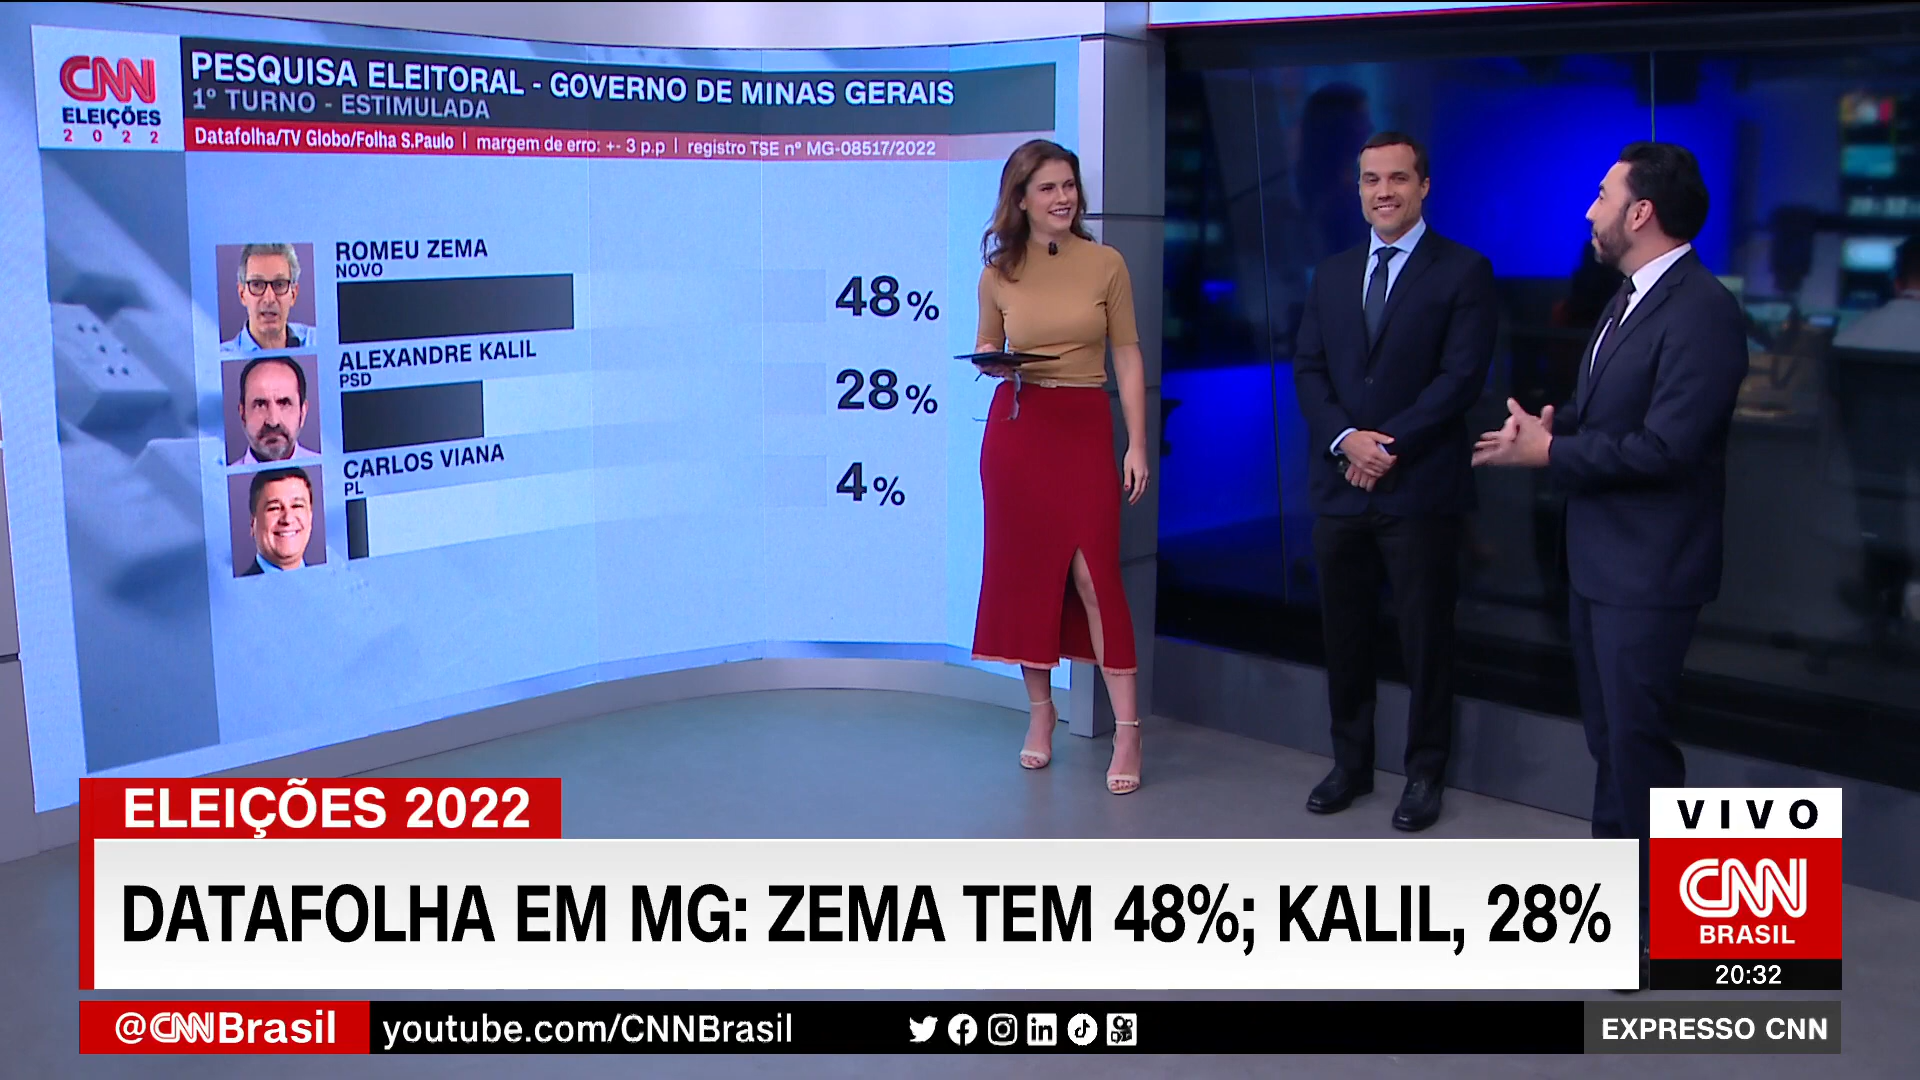 CNN
ELEIÇÕES
2022
PESQUISA ELEITORAL - GOVERNO DE MINAS GERAIS
1º TURNO - ESTIMULADA
Datafolha/TV Globo/Folha S.Paulo | margem de erro: +- 3 p.p | registro TSE nº MG-08517/2022
ROMEU ZEMA
NOVO
48%
ALEXANDRE KALIL
PSD
28%
CARLOS VIANA
PL
4%
ELEIÇÕES 2022
DATAFOLHA EM MG: ZEMA TEM 48%; KALIL, 28%
VIVO
CNN
BRASIL
20:32
@CNNBrasil youtube.com/CNNBrasil
EXPRESSO CNN